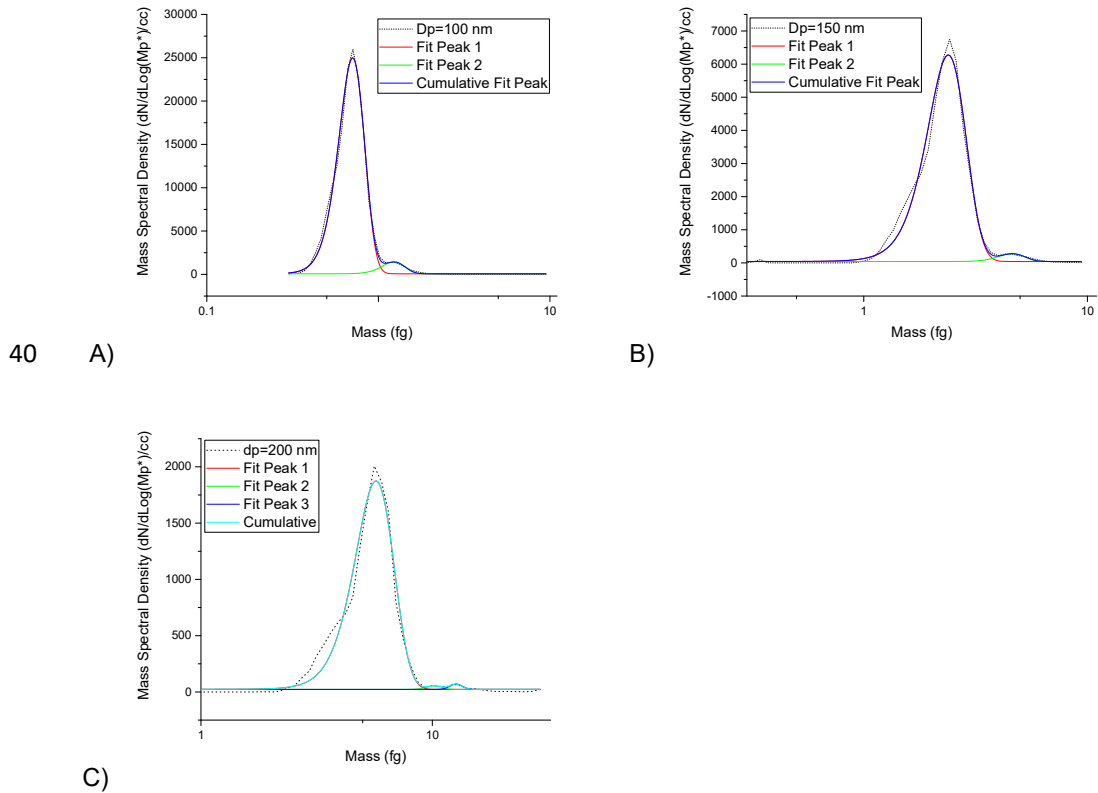 Mass Spectral Density (dN/dLog(Mp*)/cc)
30000
25000
20000
15000
10000
5000
0
0.1
10
Mass (fg)
Dp=100 nm
Fit Peak 1
Fit Peak 2
Cumulative Fit Peak
Mass Spectral Density (dN/dLog(Mp*)/cc)
7000
6000
5000
4000
3000
2000
1000
0
-1000
1
10
Mass (fg)
Dp=150 nm
Fit Peak 1
Fit Peak 2
Cumulative Fit Peak
40
A)
B)
Mass Spectral Density (dN/dLog(Mp*)/cc)
2000
1500
1000
500
0
1
10
Mass (fg)
dp=200 nm
Fit Peak 1
Fit Peak 2
Fit Peak 3
Cumulative
C)